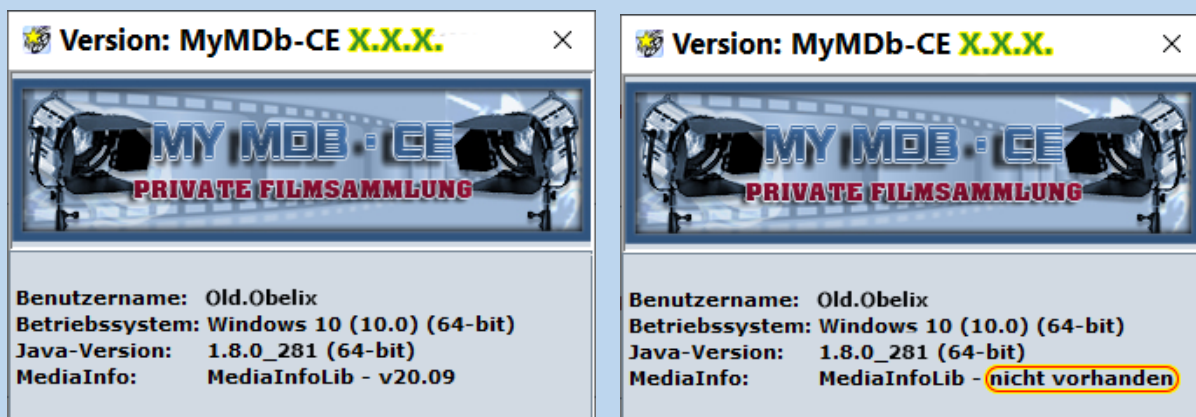 Version: MyMDb-CE X.X.X.
MY MDB · CE
PRIVATE FILMSAMMLUNG
Benutzername: Old.Obelix
Betriebssystem: Windows 10 (10.0) (64-bit)
Java-Version: 1.8.0_281 (64-bit)
MediaInfo: MediaInfoLib - v20.09
Version: MyMDb-CE X.X.X.
MY MDB · CE
PRIVATE FILMSAMMLUNG
Benutzername: Old.Obelix
Betriebssystem: Windows 10 (10.0) (64-bit)
Java-Version: 1.8.0_281 (64-bit)
MediaInfo: MediaInfoLib - nicht vorhanden